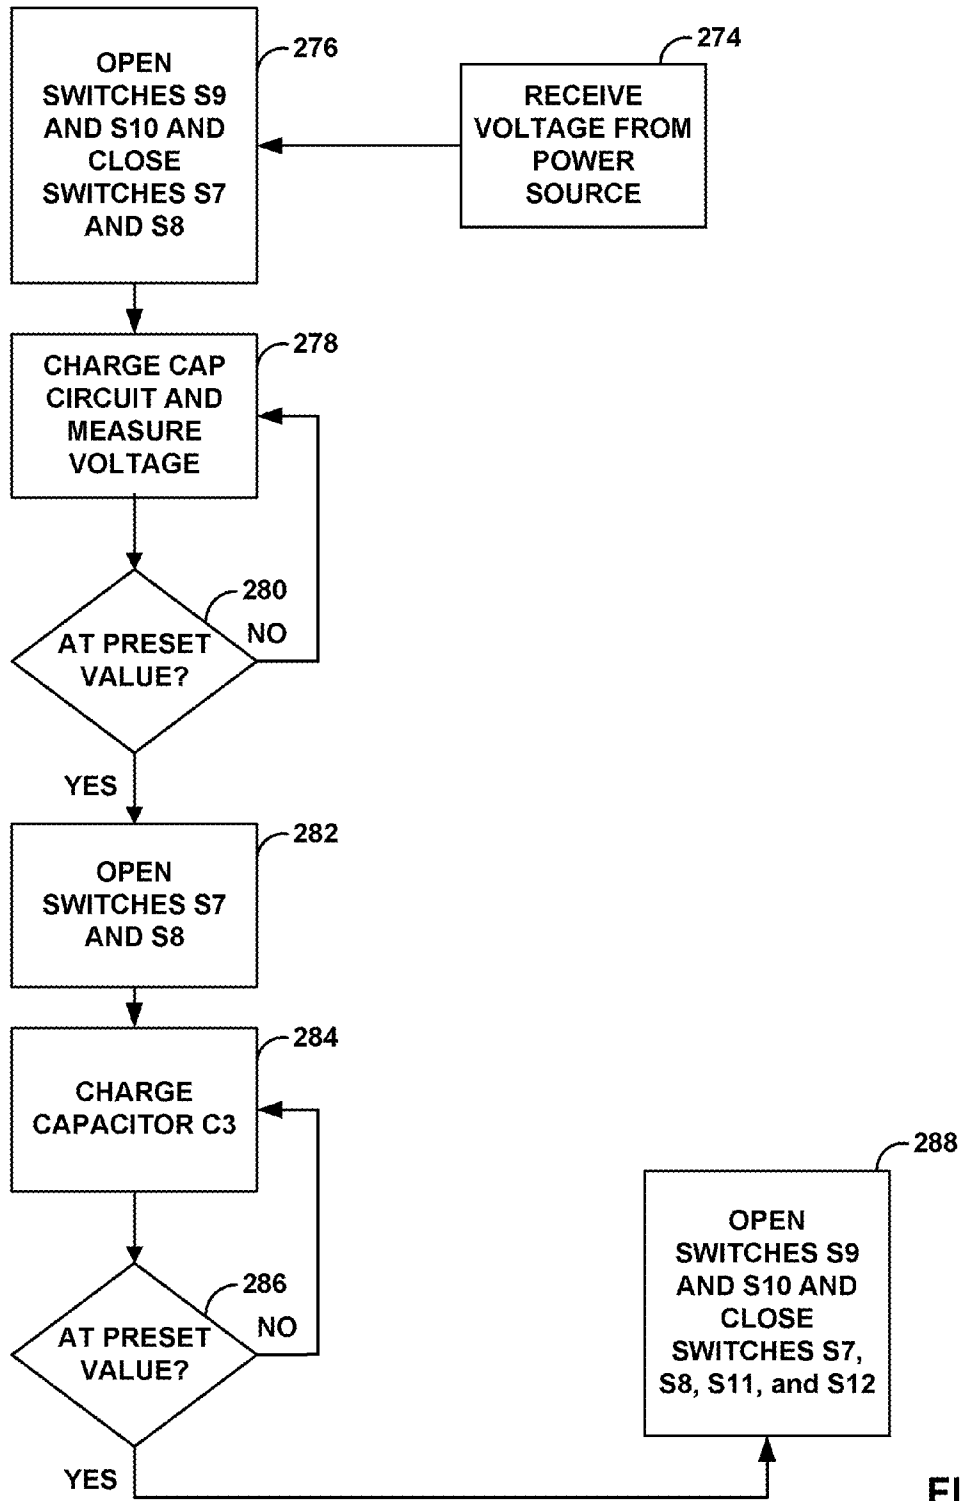 274
RECEIVE
VOLTAGE FROM
POWER
SOURCE
276
OPEN
SWITCHES S9
AND S10 AND
CLOSE
SWITCHES S7
AND S8
278
CHARGE CAP
CIRCUIT AND
MEASURE
VOLTAGE
280
AT PRESET
VALUE?
NO
YES
282
OPEN
SWITCHES S7
AND S8
284
CHARGE
CAPACITOR C3
286
AT PRESET
VALUE?
NO
YES
288
OPEN
SWITCHES S9
AND S10 AND
CLOSE
SWITCHES S7,
S8, S11, and S12